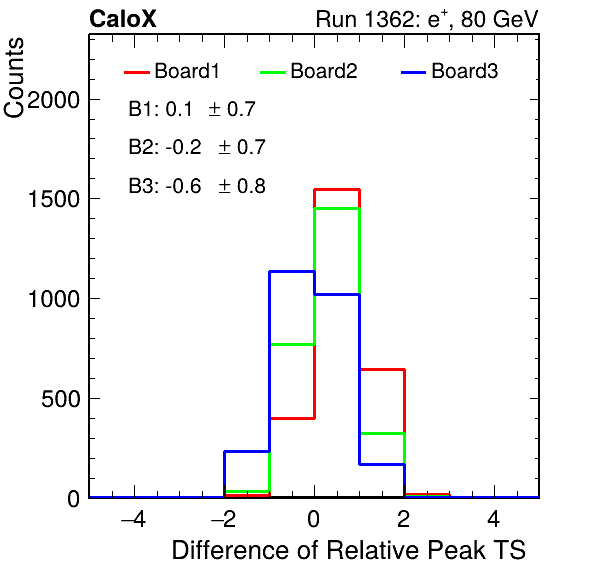 CaloX Run 1362: e⁺, 80 GeV
Counts
Board1 Board2 Board3
B1: 0.1 ± 0.7
B2: -0.2 ± 0.7
B3: -0.6 ± 0.8
2000
1500
1000
500
0
−4 −2 0 2 4
Difference of Relative Peak TS